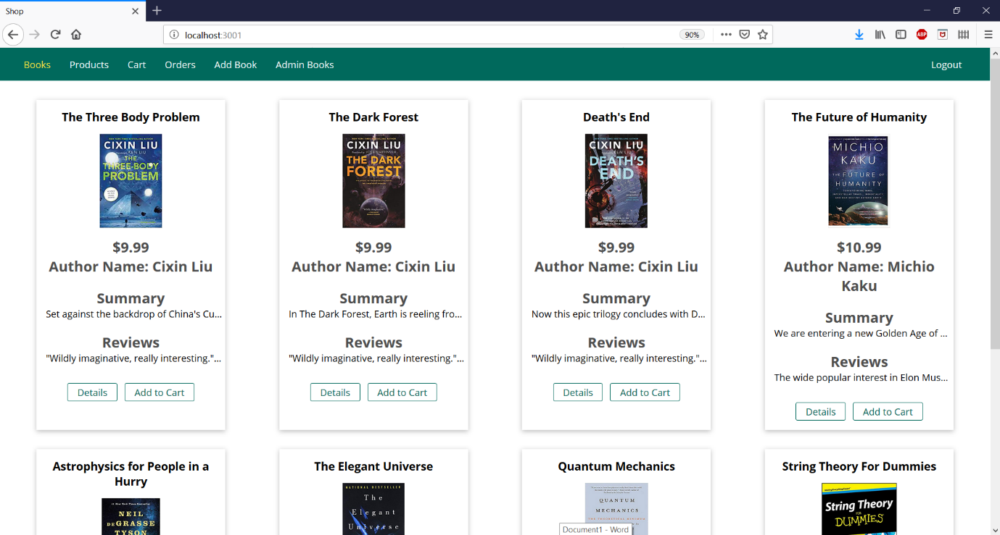 Shop
localhost:3001
90%
ABP
Books Products Cart Orders Add Book Admin Books Logout
The Three Body Problem
CIXIN LIU
THE
THREE-BODY
PROBLEM
$9.99
Author Name: Cixin Liu
Summary
Set against the backdrop of China's Cu...
Reviews
"Wildly imaginative, really interesting."...
Details Add to Cart
The Dark Forest
CIXIN LIU
THE DARK
FOREST
$9.99
Author Name: Cixin Liu
Summary
In The Dark Forest, Earth is reeling fro...
Reviews
"Wildly imaginative, really interesting."...
Details Add to Cart
Death's End
CIXIN LIU
KEN LIU
DEATH'S
END
$9.99
Author Name: Cixin Liu
Summary
Now this epic trilogy concludes with D...
Reviews
"Wildly imaginative, really interesting."...
Details Add to Cart
The Future of Humanity
MICHIO
KAKU
THE FUTURE OF
HUMANITY
$10.99
Author Name: Michio
Kaku
Summary
We are entering a new Golden Age of ...
Reviews
The wide popular interest in Elon Mus...
Details Add to Cart
Astrophysics for People in a
Hurry
NEIL
DEGRASSE
TYSON
The Elegant Universe
NATIONAL BESTSELLER
The
Elegant
Universe
Quantum Mechanics
QUANTUM
MECHANICS
THE THEORETICAL MINIMUM
Document1 - Word
String Theory For Dummies
String Theory
FOR
DUMMIES